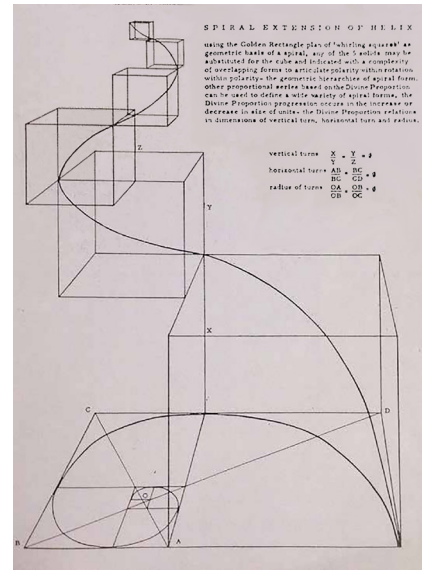 SPIRAL EXTENSION OF HELIX
using the Golden Rectangle plan of 'whirling squares' as
geometric basis of a spiral, any of the 5 solids may be
substituted for the cube and indicated with a complexity
of overlapping forms to articulate polarity within rotation
within polarity – the geometric hierarchies of spiral form.
other proportional series based on the Divine Proportion
can be used to define a wide variety of spiral forms, the
Divine Proportion progression occurs in the increase or
decrease in size of units – the Divine Proportion relations
in dimensions of vertical turn, horizontal turn and radius.
vertical turns X/Y = Y/Z = φ
horizontal turns AB/BC = BC/CD = φ
radius of turns OA/OB = OB/OC = φ
Z
Y
X
C
D
O
B
A